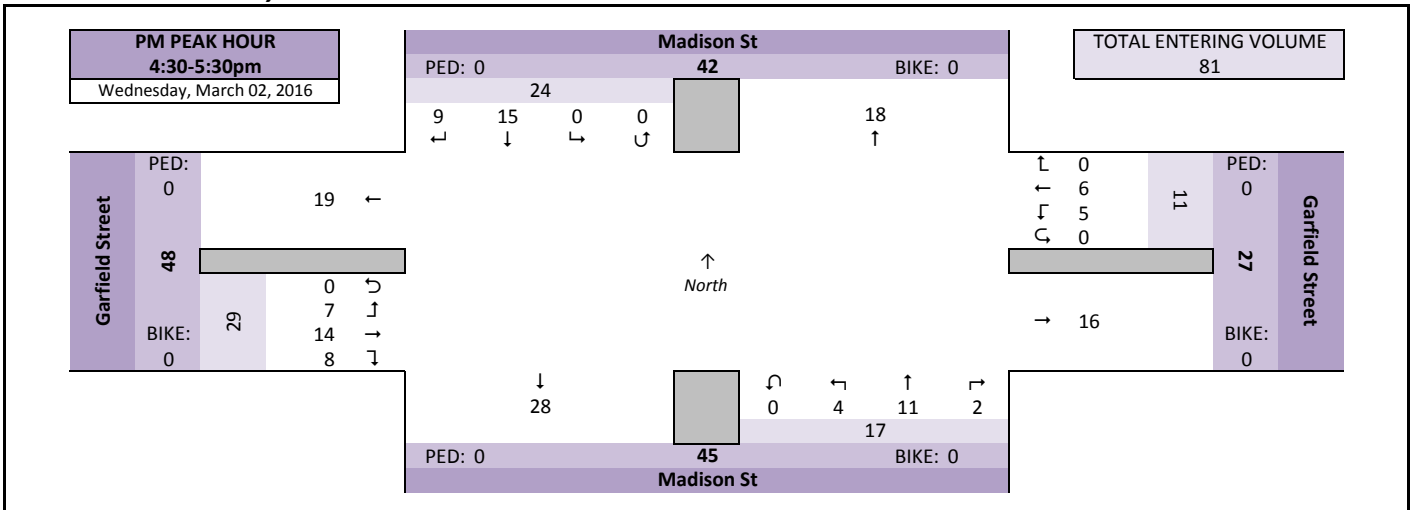 PM PEAK HOUR
4:30-5:30pm
Wednesday, March 02, 2016
Madison St
PED: 0 42 BIKE: 0
24
9 15 0 0
↵ ↓ ↳ ↺
18
↑
TOTAL ENTERING VOLUME
81
Garfield Street
PED:
0
48
BIKE:
0
29
19 ←
0 ⮌
7 ↰
14 →
8 ↴
↑
North
↑ 0
← 6
↓ 5
⮎ 0
11
→ 16
PED:
0
27
BIKE:
0
Garfield Street
↓
28
↶ ↰ ↑ ↱
0 4 11 2
17
PED: 0 45 BIKE: 0
Madison St